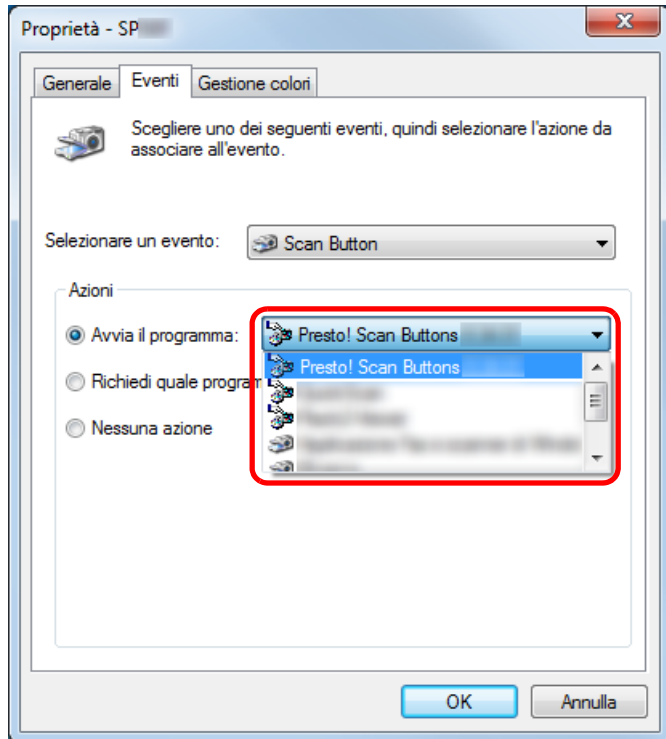 Proprietà - SP
Generale Eventi Gestione colori
Scegliere uno dei seguenti eventi, quindi selezionare l'azione da
associare all'evento.
Selezionare un evento: Scan Button
Azioni
Avvia il programma: Presto! Scan Buttons
Presto! Scan Buttons
Richiedi quale program
Nessuna azione
OK Annulla